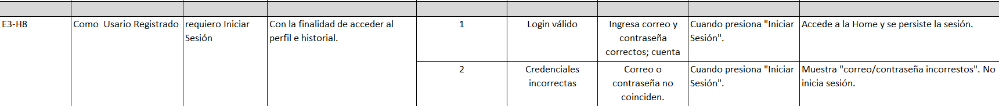 E3-H8
Como  Usario Registrado
requiero Iniciar
Sesión
Con la finalidad de acceder al
perfil e historial.
1
Login válido
Ingresa correo y
contraseña
correctos; cuenta
Cuando presiona "Iniciar
Sesión".
Accede a la Home y se persiste la sesión.
2
Credenciales
incorrectas
Correo o
contraseña no
coinciden.
Cuando presiona "Iniciar
Sesión".
Muestra "correo/contraseña incorrestos". No
inicia sesión.